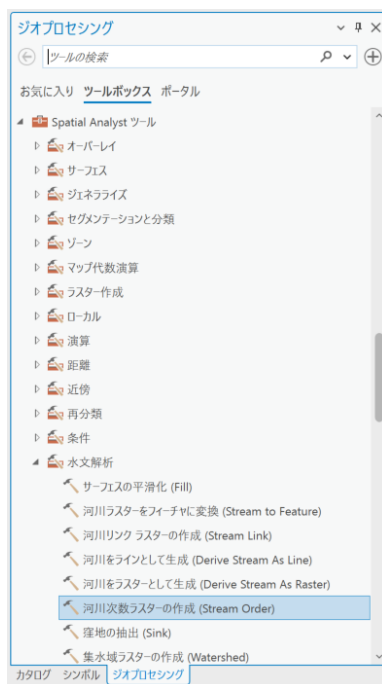 ジオプロセシング
ツールの検索
お気に入り ツールボックス ポータル
Spatial Analyst ツール
オーバーレイ
サーフェス
ジェネラライズ
セグメンテーションと分類
ゾーン
マップ代数演算
ラスター作成
ローカル
演算
距離
近傍
再分類
条件
水文解析
サーフェスの平滑化 (Fill)
河川ラスターをフィーチャに変換 (Stream to Feature)
河川リンク ラスターの作成 (Stream Link)
河川をラインとして生成 (Derive Stream As Line)
河川をラスターとして生成 (Derive Stream As Raster)
河川次数ラスターの作成 (Stream Order)
窪地の抽出 (Sink)
集水域ラスターの作成 (Watershed)
カタログ シンボル ジオプロセシング